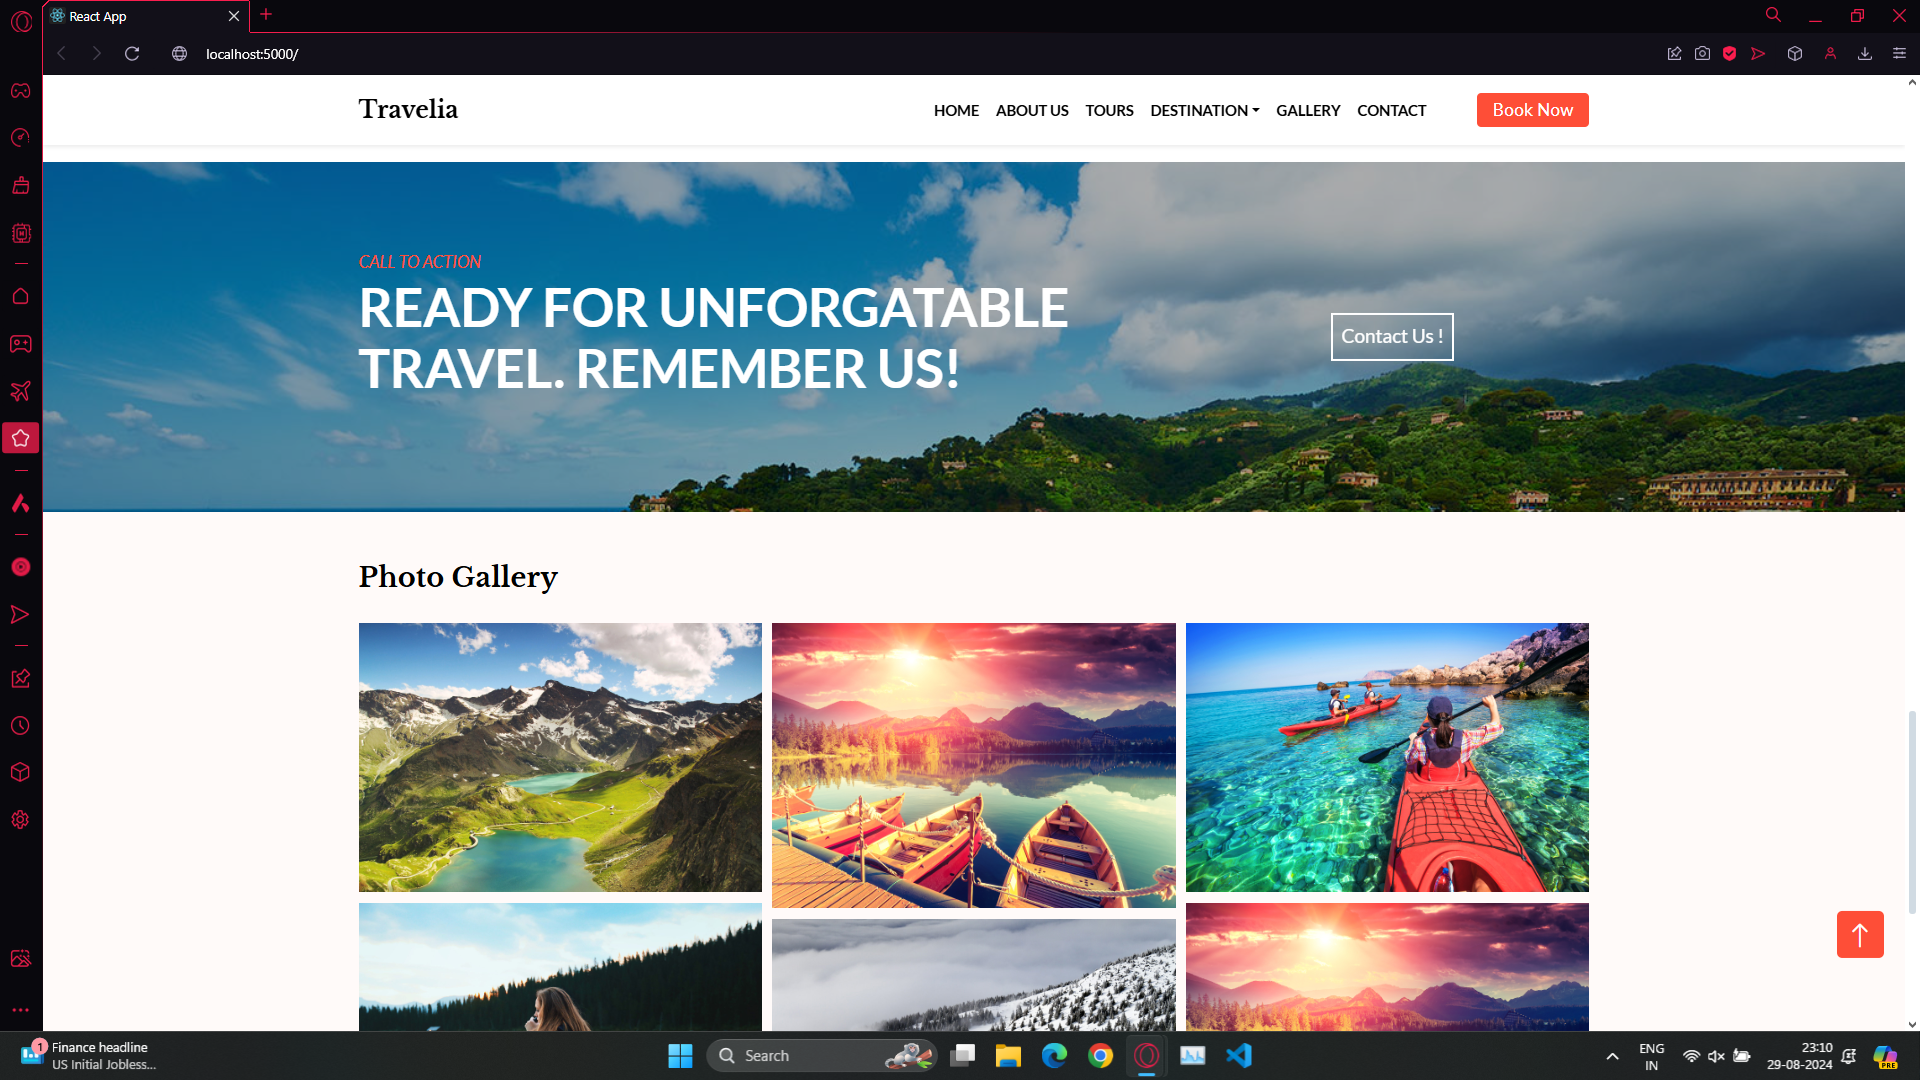 React App
localhost:5000/
Travelia
HOME ABOUT US TOURS DESTINATION GALLERY CONTACT Book Now
CALL TO ACTION
READY FOR UNFORGATABLE
TRAVEL. REMEMBER US!
Contact Us !
Photo Gallery
1
Finance headline
US Initial Jobless...
Search
ENG
IN
23:10
29-08-2024
PRE